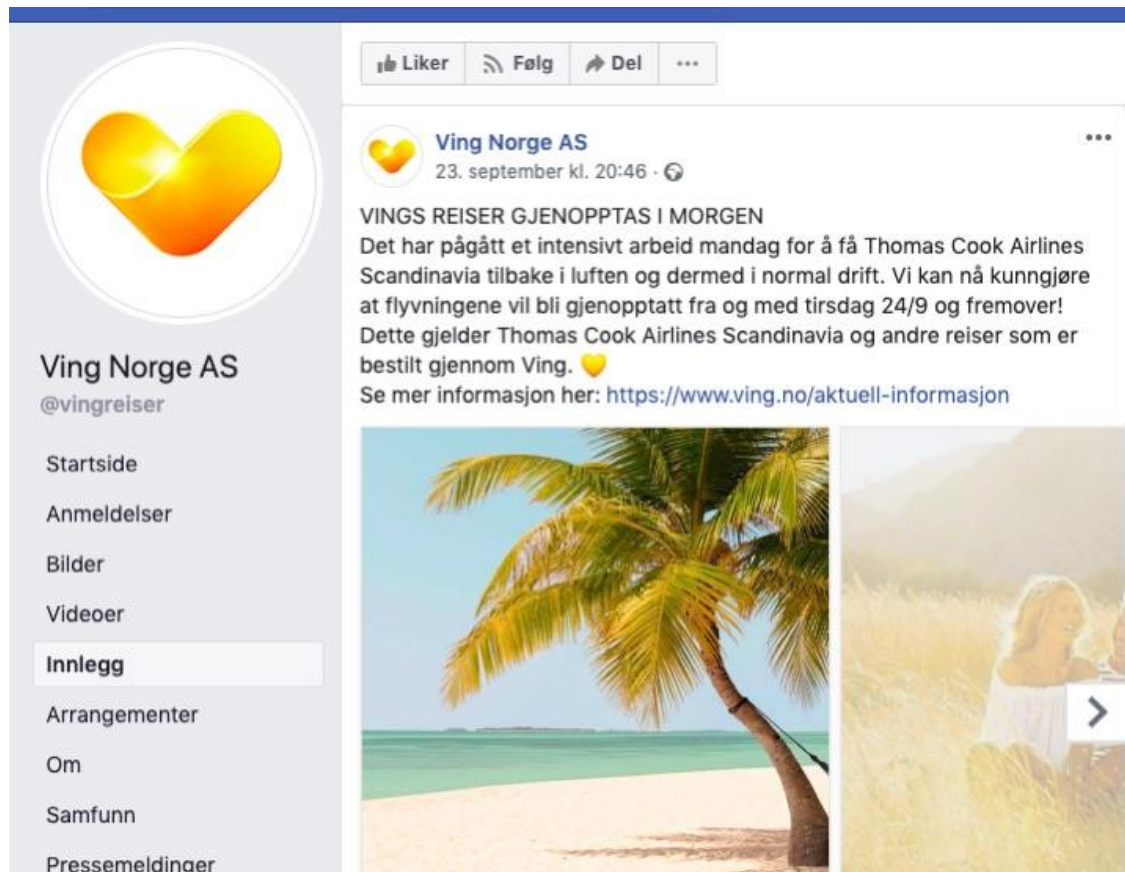 Liker Følg Del ...
Ving Norge AS
23. september kl. 20:46 ·
VINGS REISER GJENOPPTAS I MORGEN
Det har pågått et intensivt arbeid mandag for å få Thomas Cook Airlines
Scandinavia tilbake i luften og dermed i normal drift. Vi kan nå kunngjøre
at flyvningene vil bli gjenopptatt fra og med tirsdag 24/9 og fremover!
Dette gjelder Thomas Cook Airlines Scandinavia og andre reiser som er
bestilt gjennom Ving. 💛
Se mer informasjon her: https://www.ving.no/aktuell-informasjon
Ving Norge AS
@vingreiser
Startside
Anmeldelser
Bilder
Videoer
Innlegg
Arrangementer
Om
Samfunn
Pressemeldinger